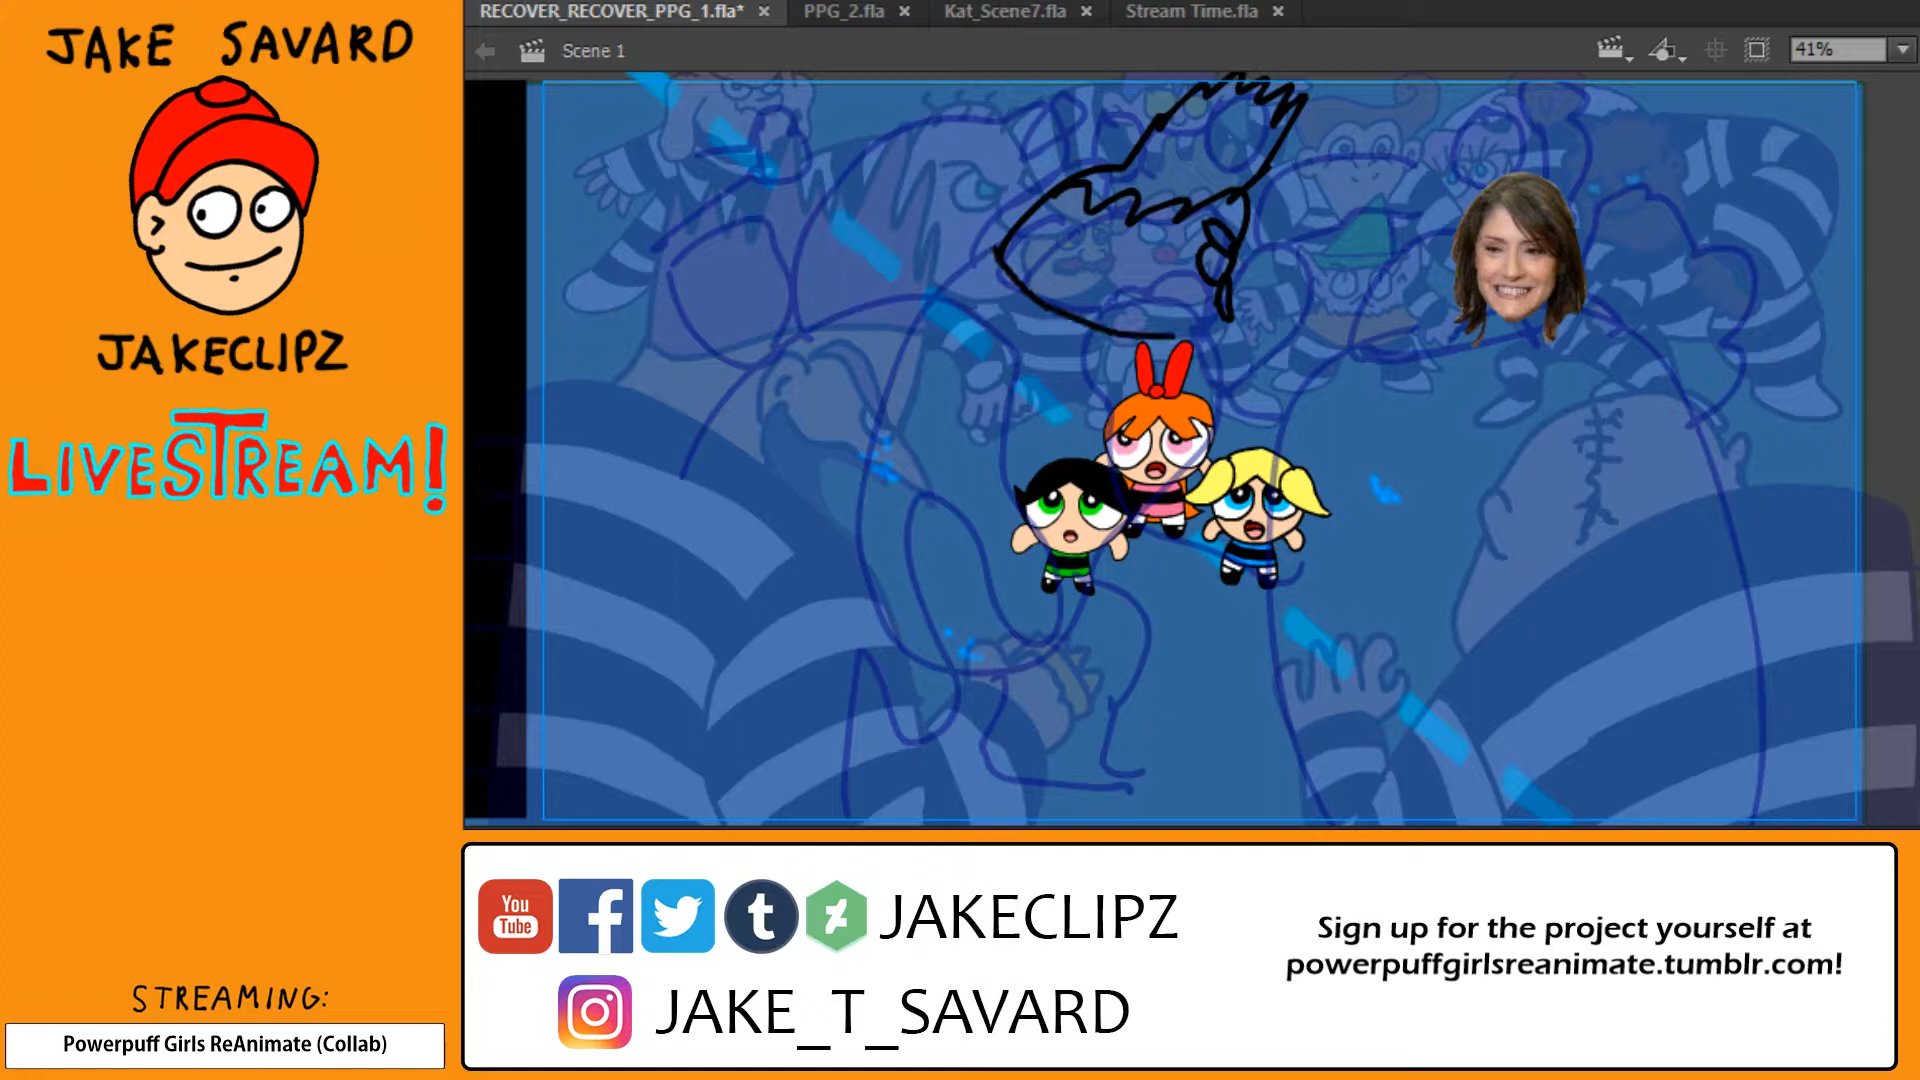 JAKE SAVARD
JAKECLIPZ
LIVESTREAM!
STREAMING:
Powerpuff Girls ReAnimate (Collab)
RECOVER_RECOVER_PPG_1.fla*
PPG_2.fla
Kat_Scene7.fla
Stream Time.fla
Scene 1
41%
You
Tube
JAKECLIPZ
JAKE_T_SAVARD
Sign up for the project yourself at
powerpuffgirlsreanimate.tumblr.com!